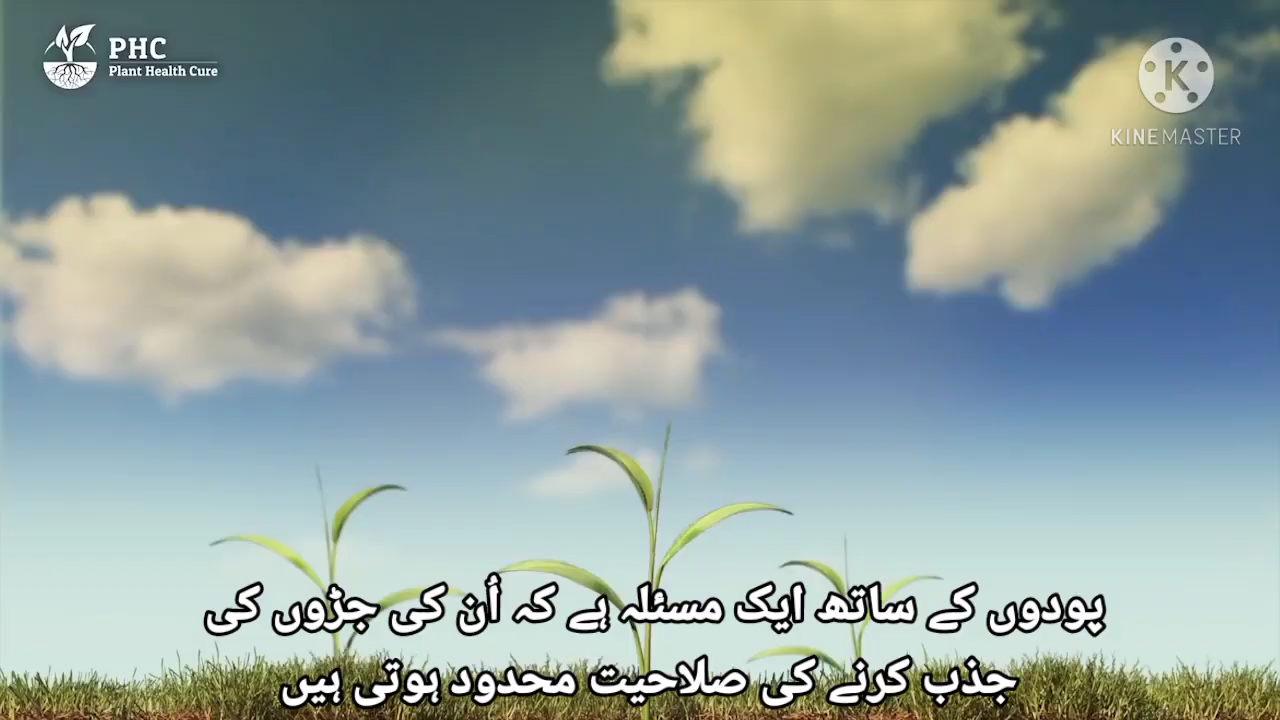 PHC
Plant Health Cure
K
KINEMASTER
پودوں کے ساتھ ایک مسئلہ ہے کہ اُن کی جڑوں کی
جذب کرنے کی صلاحیت محدود ہوتی ہیں